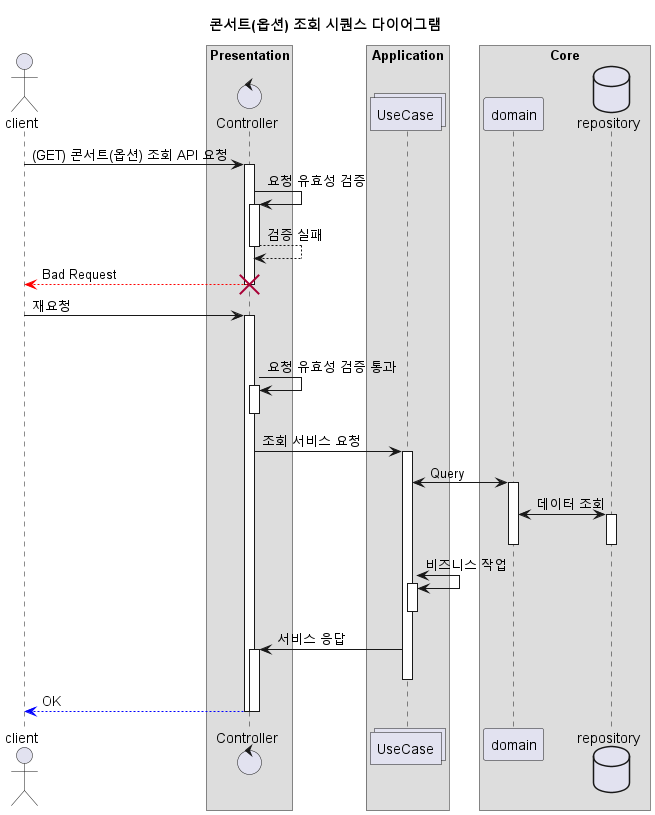 콘서트(옵션) 조회 시퀀스 다이어그램
Presentation
Application
Core
client
Controller
UseCase
domain
repository
(GET) 콘서트(옵션) 조회 API 요청
요청 유효성 검증
검증 실패
Bad Request
재요청
요청 유효성 검증 통과
조회 서비스 요청
Query
데이터 조회
비즈니스 작업
서비스 응답
OK
client
Controller
UseCase
domain
repository